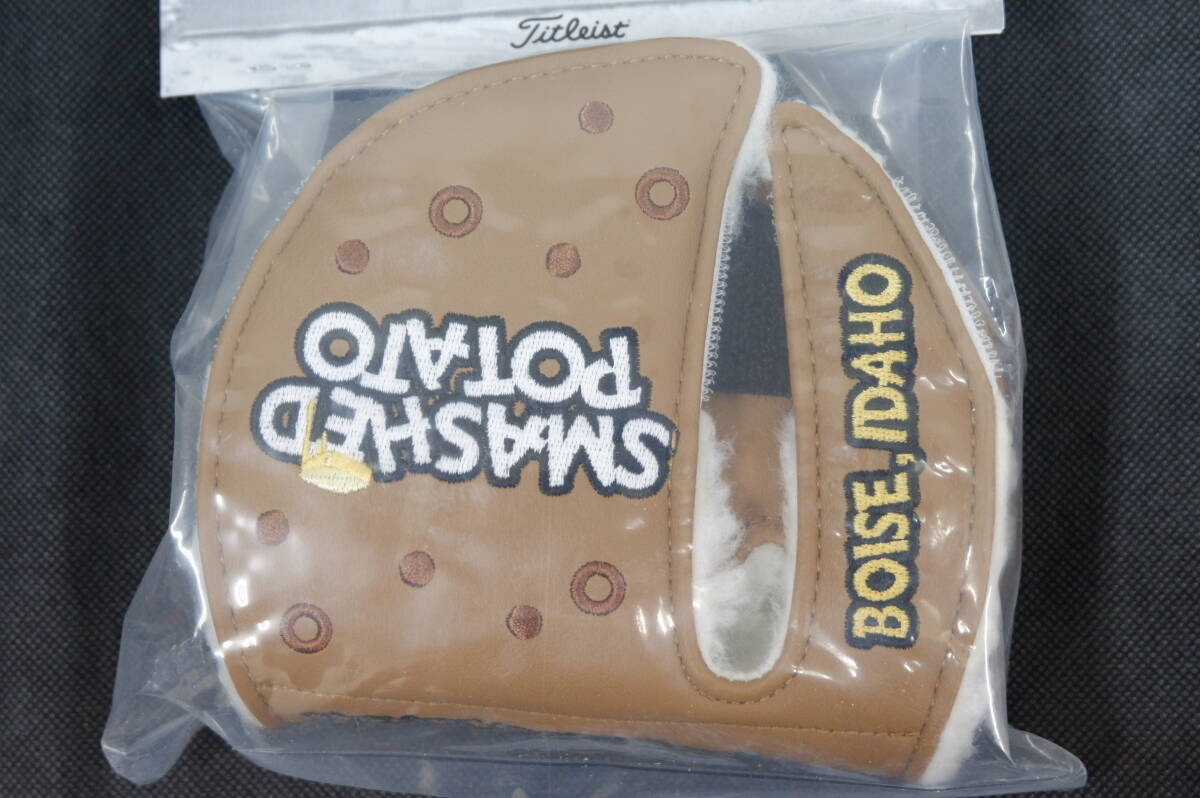 Titleist
SMASHED
POTATO
BOISE, IDAHO